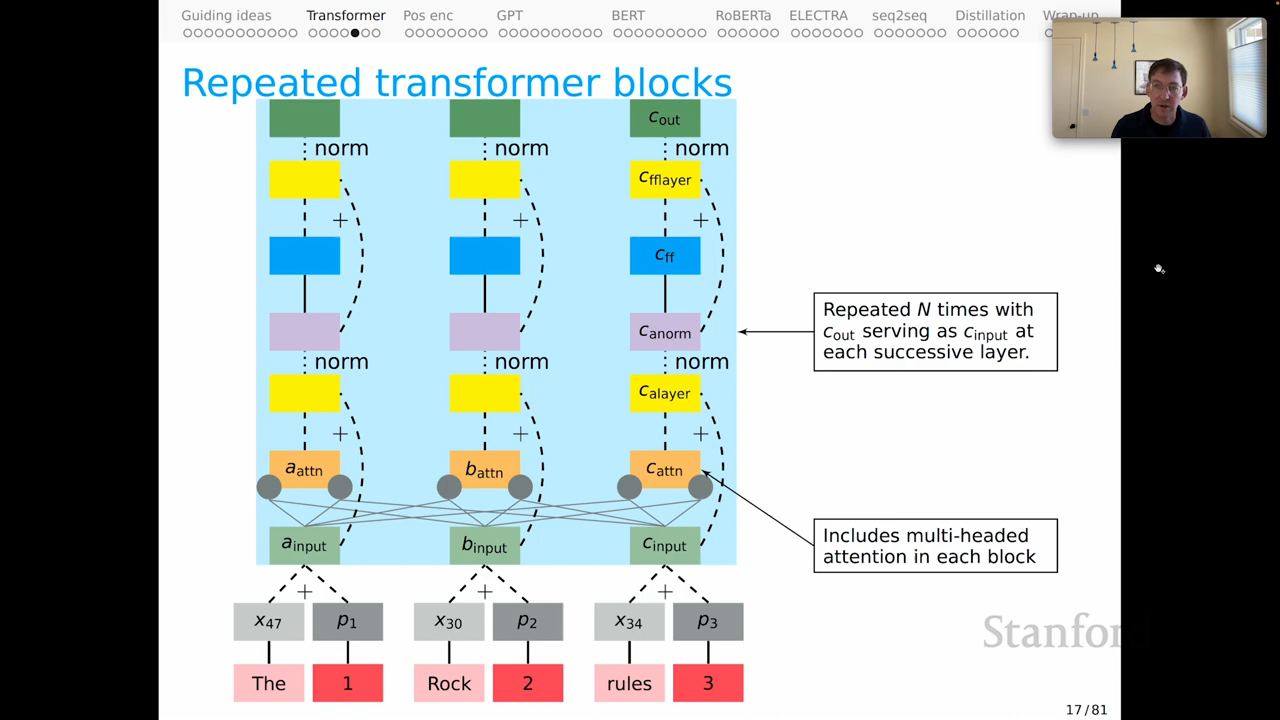 Guiding ideas Transformer Pos enc GPT BERT RoBERTa ELECTRA seq2seq Distillation Wrap-up
Repeated transformer blocks
c_out
norm norm norm
c_fflayer
+ + +
c_ff
Repeated N times with
c_out serving as c_input at
each successive layer.
c_anorm
norm norm norm
c_alayer
+ + +
a_attn b_attn c_attn
Includes multi-headed
attention in each block
a_input b_input c_input
+ + +
x_47 p_1 x_30 p_2 x_34 p_3
Stanford
The 1 Rock 2 rules 3
17/81